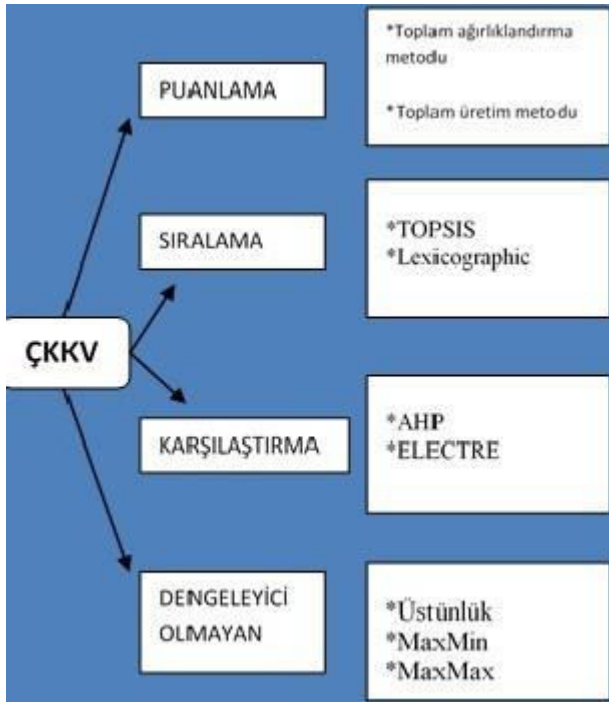 ÇKKV
PUANLAMA
*Toplam ağırlıklandırma
metodu
*Toplam üretim metodu
SIRALAMA
*TOPSIS
*Lexiicographic
KARŞILAŞTIRMA
*AHP
*ELECTRE
DENGELEYİCİ
OLMAYAN
*Üstünlük
*MaxMin
*MaxMax